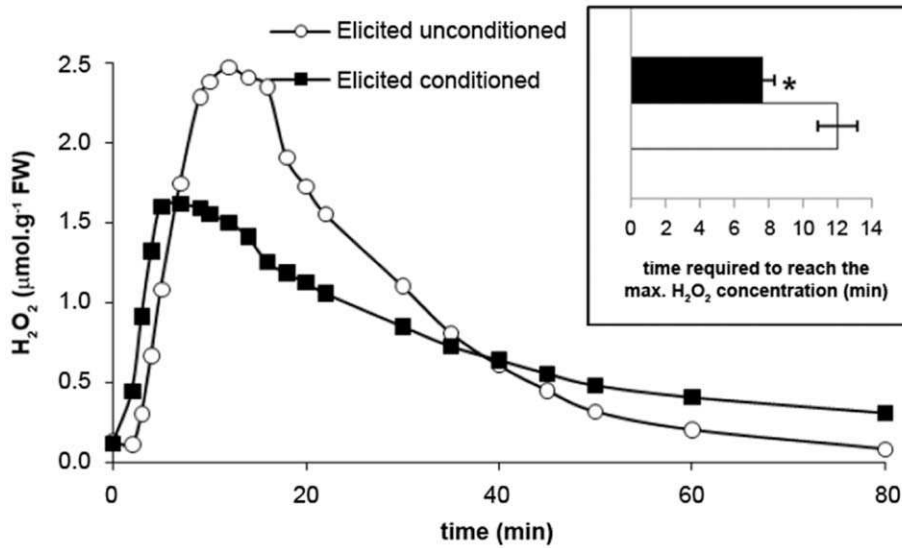 Elicited unconditioned
Elicited conditioned
H₂O₂ (μmol.g⁻¹ FW)
2.5
2.0
1.5
1.0
0.5
0.0
0
20
40
60
80
time (min)
*
0 2 4 6 8 10 12 14
time required to reach the
max. H₂O₂ concentration (min)